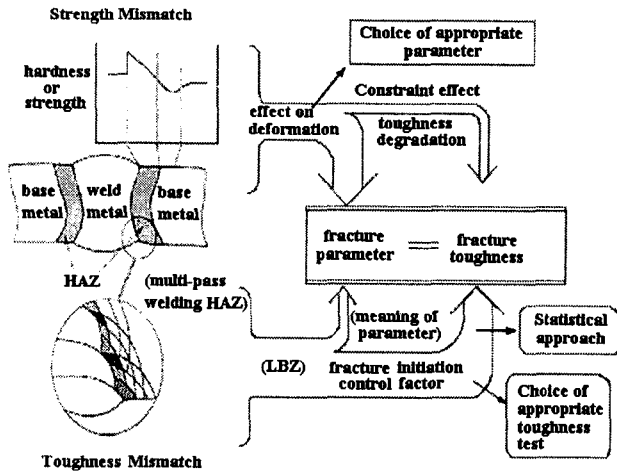 Strength Mismatch
hardness
or
strength
Choice of appropriate
parameter
Constraint effect
effect on
deformation
toughness
degradation
base
metal
weld
metal
base
metal
fracture
parameter
=
fracture
toughness
HAZ
(multi-pass
welding HAZ)
(meaning of
parameter)
Statistical
approach
(LBZ)
fracture initiation
control factor
Choice of
appropriate
toughness
test
Toughness Mismatch